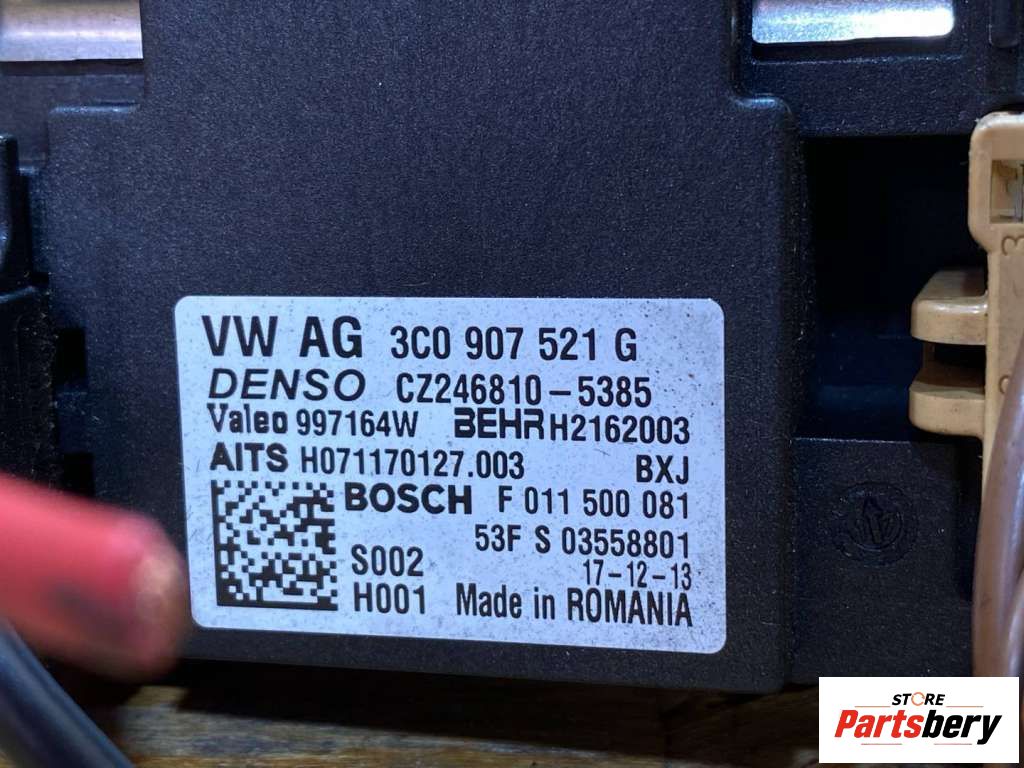 VW AG 3C0 907 521 G
DENSO CZ246810-5385
Valeo 997164W BEHR H2162003
AITS H071170127.003 BXJ
BOSCH F 011 500 081
53F S 03558801
S002 17-12-13
H001 Made in ROMANIA
3
STORE
Partsbery